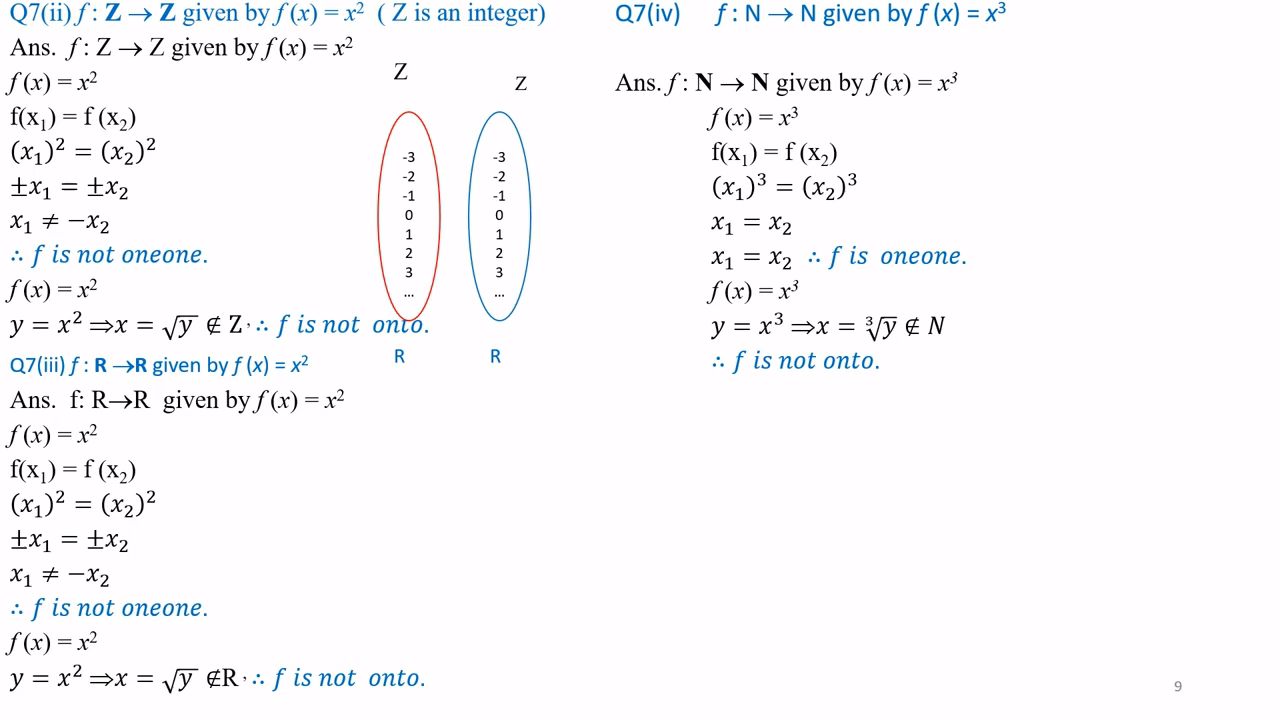 Q7(ii) f : Z → Z given by f (x) = x² ( Z is an integer)
Ans. f : Z → Z given by f (x) = x²
f (x) = x²
f(x₁) = f (x₂)
(x₁)² = (x₂)²
±x₁ = ±x₂
x₁ ≠ −x₂
∴ f is not oneone.
f (x) = x²
y = x² ⟹x = √y ∉ Z ∴ f is not onto.
Z
Z
-3
-2
-1
0
1
2
3
...
-3
-2
-1
0
1
2
3
...
R
R
Q7(iii) f : R →R given by f (x) = x²
Ans. f: R→R given by f (x) = x²
f (x) = x²
f(x₁) = f (x₂)
(x₁)² = (x₂)²
±x₁ = ±x₂
x₁ ≠ −x₂
∴ f is not oneone.
f (x) = x²
y = x² ⟹x = √y ∉R ∴ f is not onto.
Q7(iv) f : N → N given by f (x) = x³
Ans. f : N → N given by f (x) = x³
f (x) = x³
f(x₁) = f (x₂)
(x₁)³ = (x₂)³
x₁ = x₂
x₁ = x₂ ∴ f is oneone.
f (x) = x³
y = x³ ⟹x = ∛y ∉ N
∴ f is not onto.
9